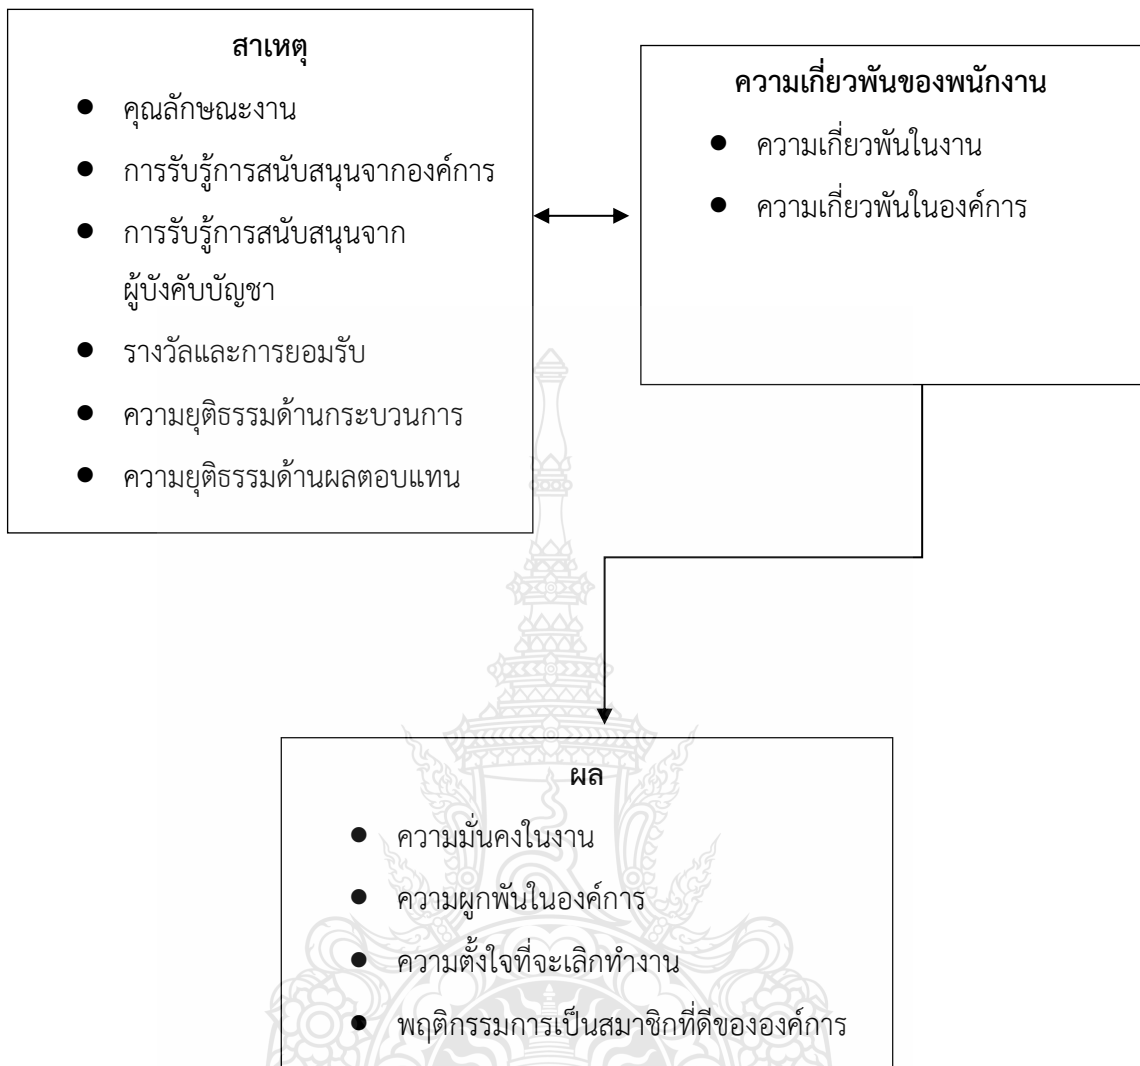 สาเหตุ
● คุณลักษณะงาน
● การรับรู้การสนับสนุนจากองค์การ
● การรับรู้การสนับสนุนจาก
ผู้บังคับบัญชา
● รางวัลและการยอมรับ
● ความยุติธรรมด้านกระบวนการ
● ความยุติธรรมด้านผลตอบแทน
ความเกี่ยวพันของพนักงาน
● ความเกี่ยวพันในงาน
● ความเกี่ยวพันในองค์การ
ผล
● ความมั่นคงในงาน
● ความผูกพันในองค์การ
● ความตั้งใจที่จะเลิกทำงาน
● พฤติกรรมการเป็นสมาชิกที่ดีขององค์การ